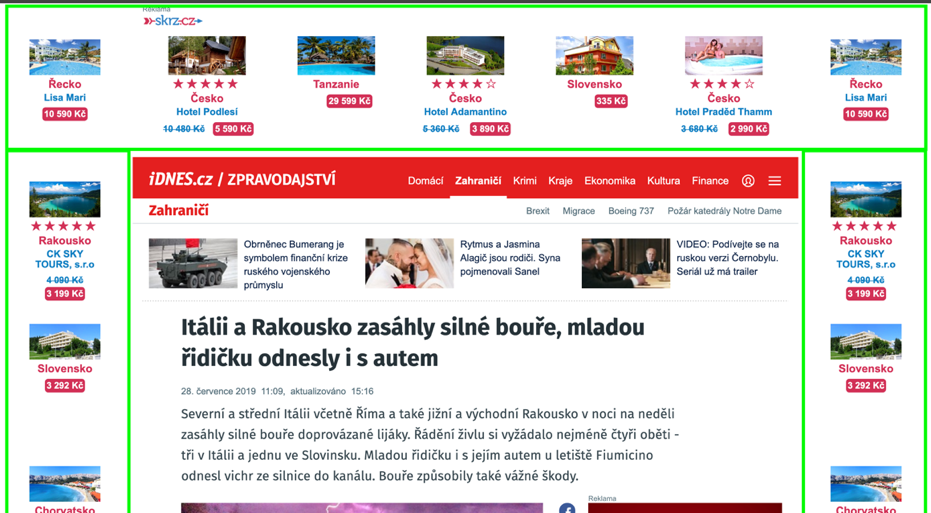 Reklama
skrz.cz
Řecko
Lisa Mari
10 590 Kč
Česko
Hotel Podlesí
10 480 Kč 5 590 Kč
Tanzanie
29 599 Kč
Česko
Hotel Adamantino
5 360 Kč 3 890 Kč
Slovensko
335 Kč
Česko
Hotel Praděd Thamm
3 680 Kč 2 990 Kč
Řecko
Lisa Mari
10 590 Kč
Rakousko
CK SKY
TOURS, s.r.o
4 090 Kč
3 199 Kč
Slovensko
3 292 Kč
Chorvatsko
iDNES.cz / ZPRAVODAJSTVÍ
Domácí Zahraničí Krimi Kraje Ekonomika Kultura Finance
Zahraničí
Brexit Migrace Boeing 737 Požár katedrály Notre Dame
Obrněnec Bumerang je
symbolem finanční krize
ruského vojenského
průmyslu
Rytmus a Jasmina
Alagič jsou rodiči. Syna
pojmenovali Sanel
VIDEO: Podívejte se na
ruskou verzi Černobylu.
Seriál už má trailer
Itálii a Rakousko zasáhly silné bouře, mladou
řidičku odnesly i s autem
28. července 2019 11:09, aktualizováno 15:16
Severní a střední Itálii včetně Říma a také jižní a východní Rakousko v noci na neděli
zasáhly silné bouře doprovázané lijáky. Řádění živlu si vyžádalo nejméně čtyři oběti -
tři v Itálii a jednu ve Slovinsku. Mladou řidičku i s jejím autem u letiště Fiumicino
odnesl vichr ze silnice do kanálu. Bouře způsobily také vážné škody.
Reklama
Rakousko
CK SKY
TOURS, s.r.o
4 090 Kč
3 199 Kč
Slovensko
3 292 Kč
Chorvatsko